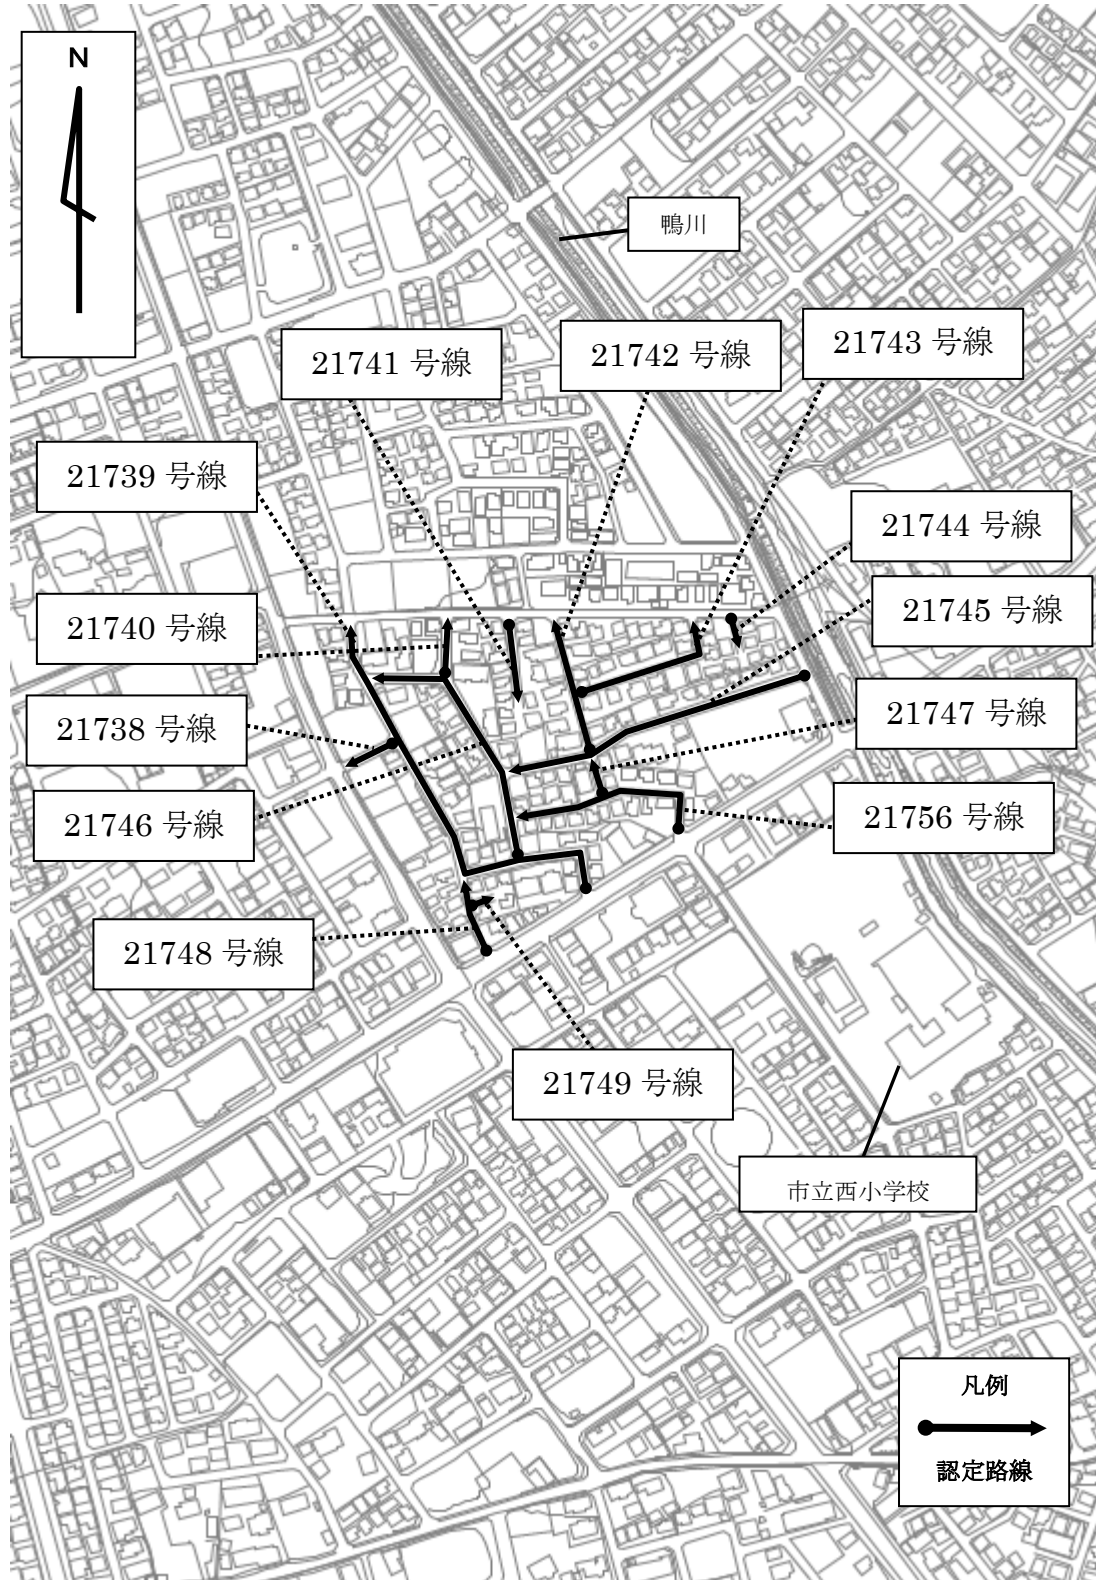 N
鴨川
21743 号線
21741 号線
21742 号線
21739 号線
21744 号線
21745 号線
21740 号線
21747 号線
21738 号線
21746 号線
21756 号線
21748 号線
21749 号線
市立西小学校
凡例
認定路線